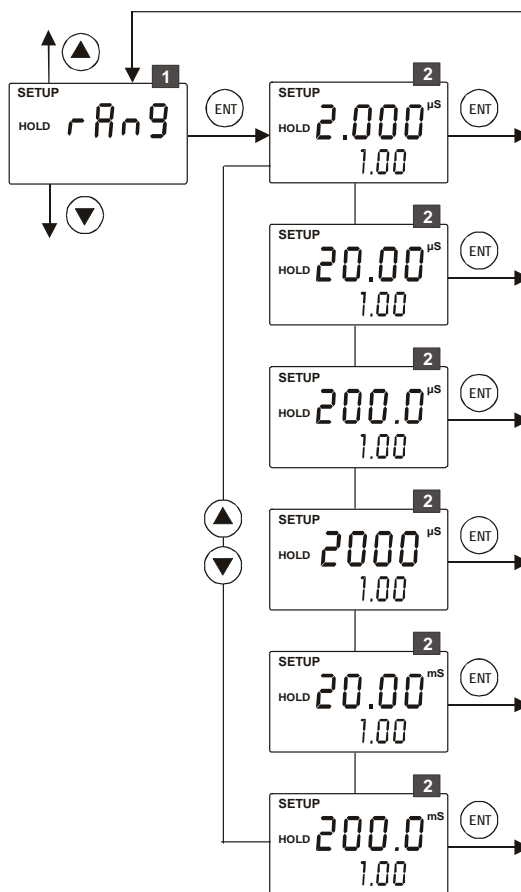 1
SETUP
HOLD rAng
ENT
2
SETUP
HOLD 2.000 µS
1.00
ENT
2
SETUP
HOLD 20.00 µS
1.00
ENT
2
SETUP
HOLD 200.0 µS
1.00
ENT
2
SETUP
HOLD 2000 µS
1.00
ENT
2
SETUP
HOLD 20.00 mS
1.00
ENT
2
SETUP
HOLD 200.0 mS
1.00
ENT